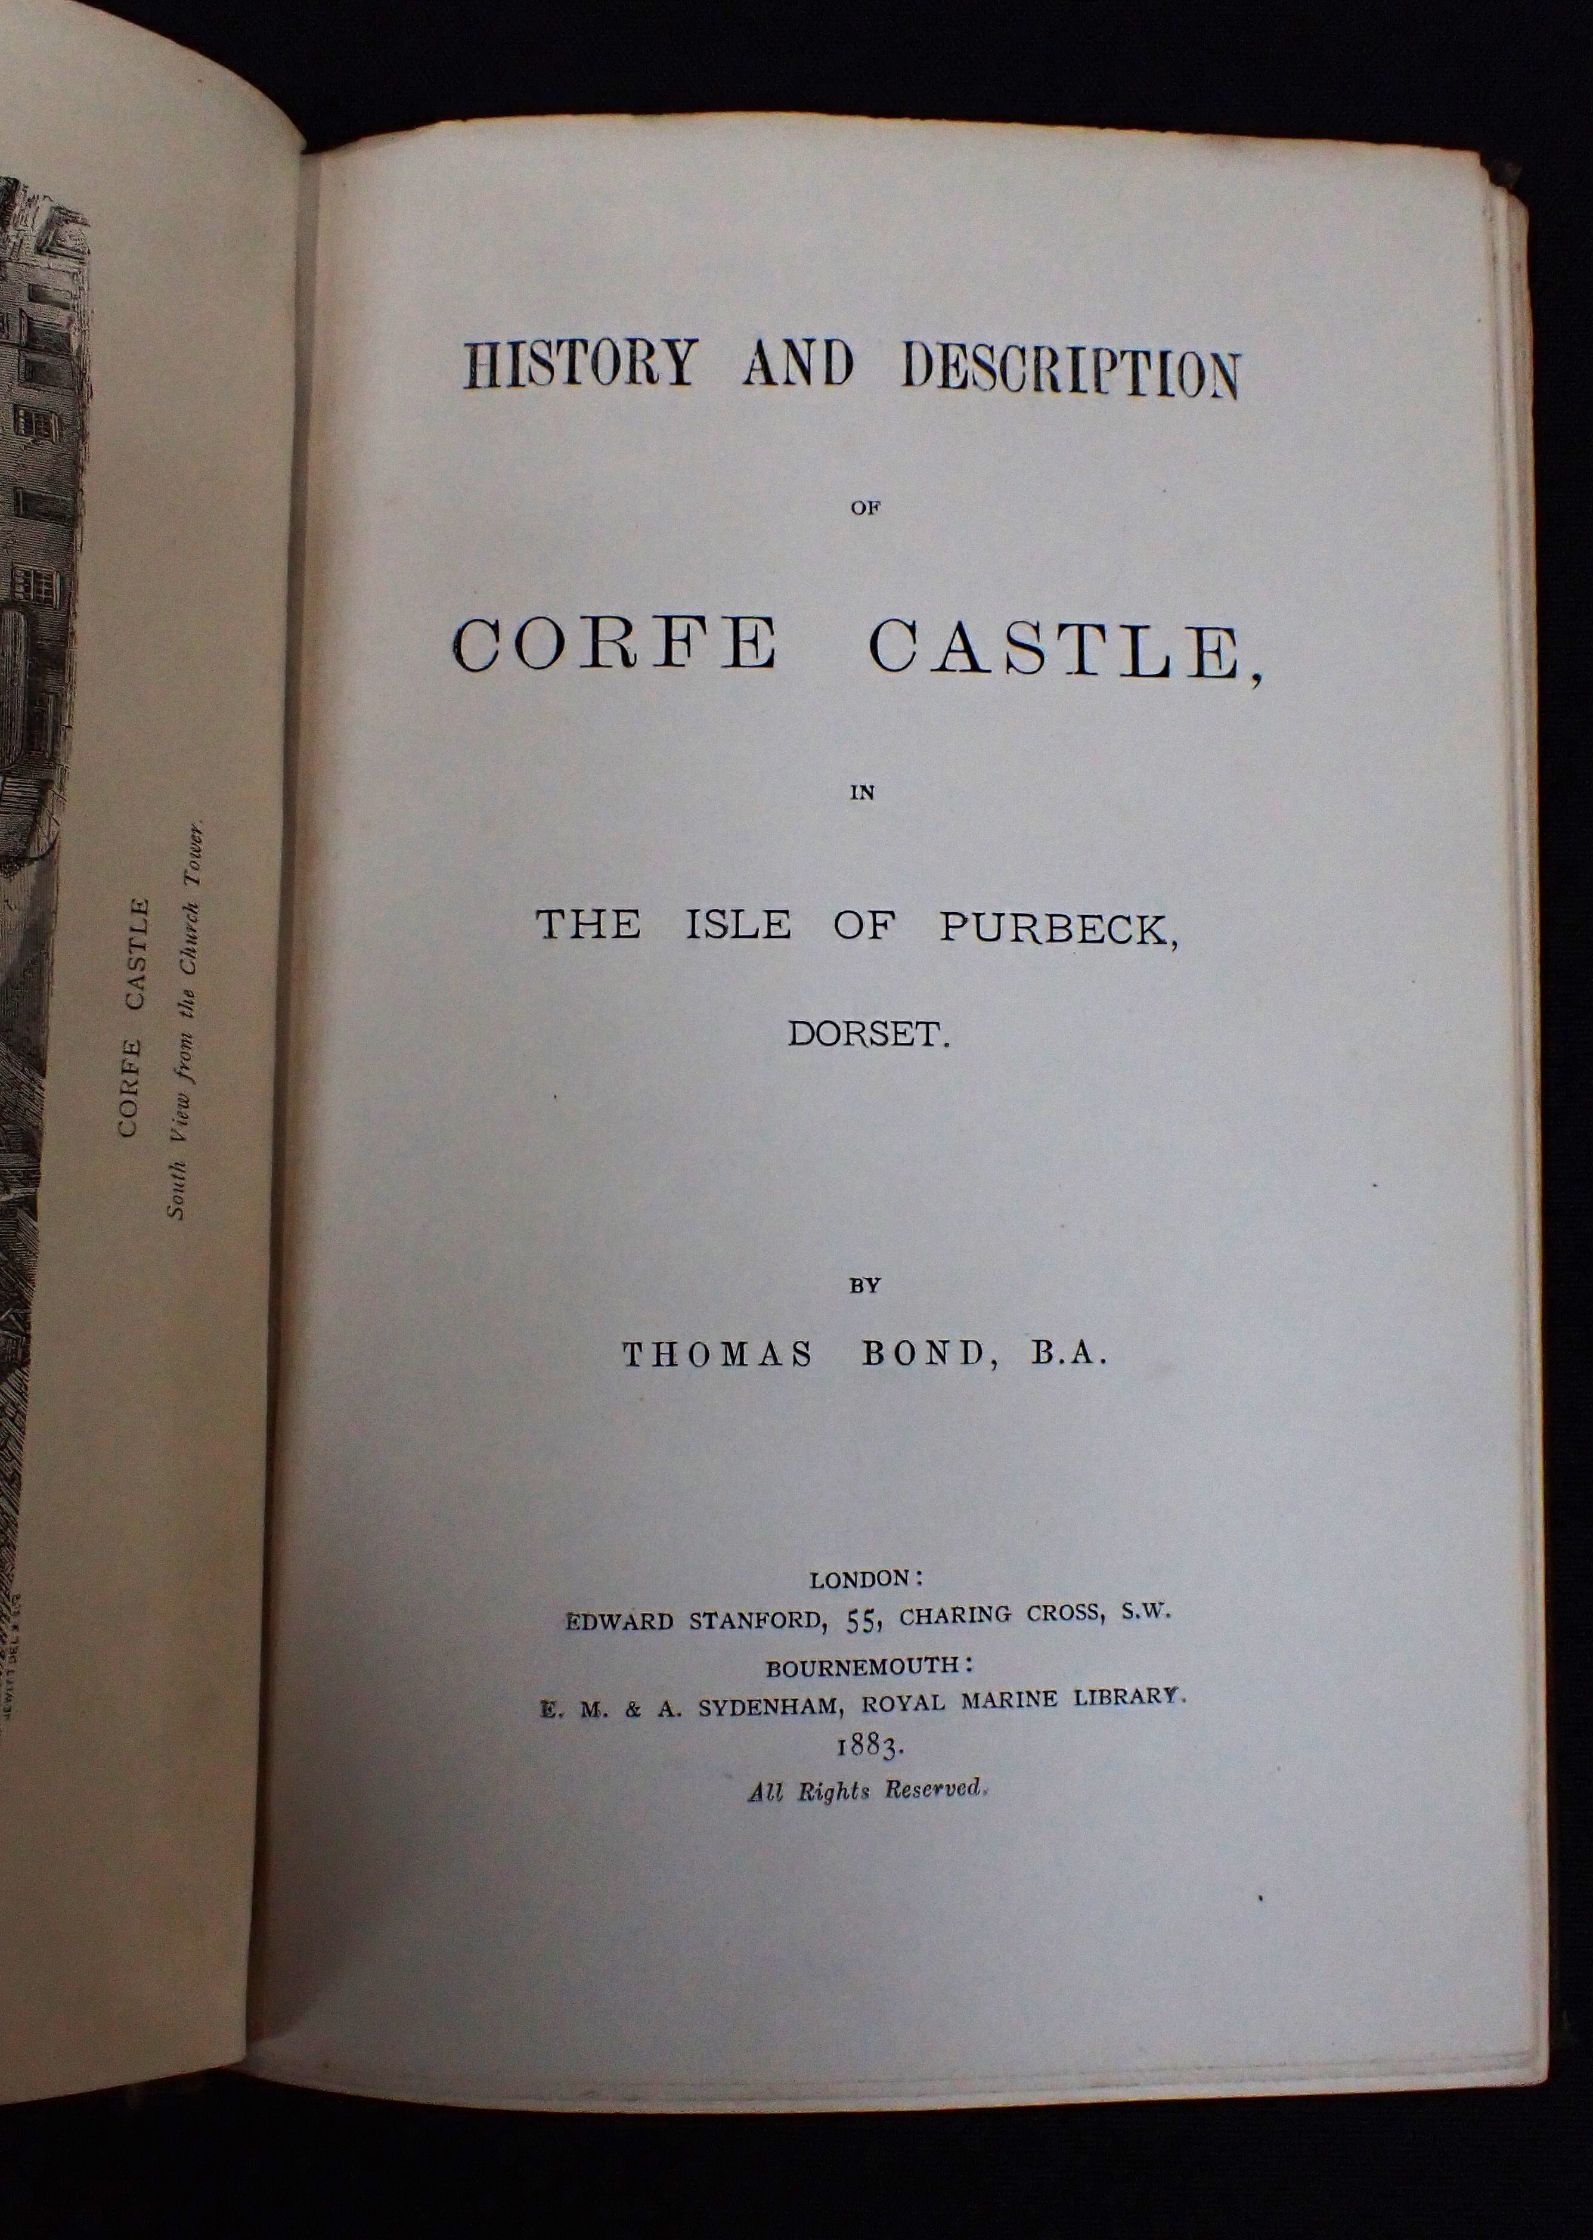 CORFE CASTLE
South View from the Church Tower.
HISTORY AND DESCRIPTION
OF
CORFE CASTLE,
IN
THE ISLE OF PURBECK,
DORSET.
BY
THOMAS BOND, B.A.
LONDON:
EDWARD STANFORD, 55, CHARING CROSS, S.W.
BOURNEMOUTH:
E. M. & A. SYDENHAM, ROYAL MARINE LIBRARY.
1883.
All Rights Reserved.